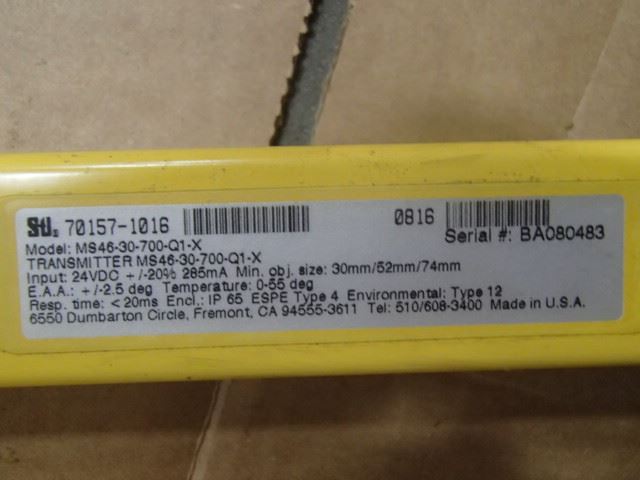 STI. 70157-1016 0816
Model: MS46-30-700-Q1-X Serial #: BA080483
TRANSMITTER MS46-30-700-Q1-X
Input: 24VDC +/-20% 285mA Min. obj. size: 30mm/52mm/74mm
E.A.A.: +/-2.5 deg Temperature: 0-55 deg
Resp. time: <20ms Encl.: IP 65 ESPE Type 4 Environmental: Type 12
6550 Dumbarton Circle, Fremont, CA 94555-3611 Tel: 510/608-3400 Made in U.S.A.